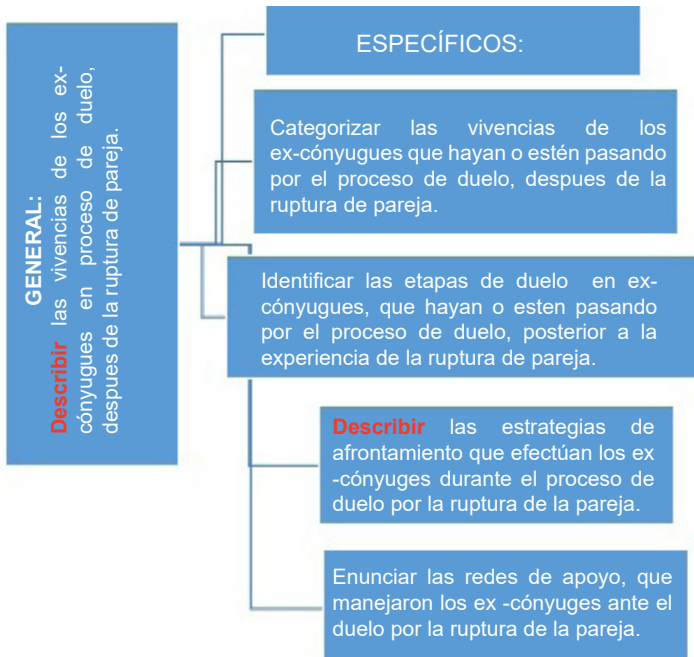 GENERAL:
Describir las vivencias de los ex-
cónyugues en proceso de duelo,
despues de la ruptura de pareja.
ESPECÍFICOS:
Categorizar las vivencias de los
ex-cónyugues que hayan o estén pasando
por el proceso de duelo, despues de la
ruptura de pareja.
Identificar las etapas de duelo en ex-
cónyugues, que hayan o esten pasando
por el proceso de duelo, posterior a la
experiencia de la ruptura de pareja.
Describir las estrategias de
afrontamiento que efectúan los ex
-cónyuges durante el proceso de
duelo por la ruptura de la pareja.
Enunciar las redes de apoyo, que
manejaron los ex -cónyuges ante el
duelo por la ruptura de la pareja.